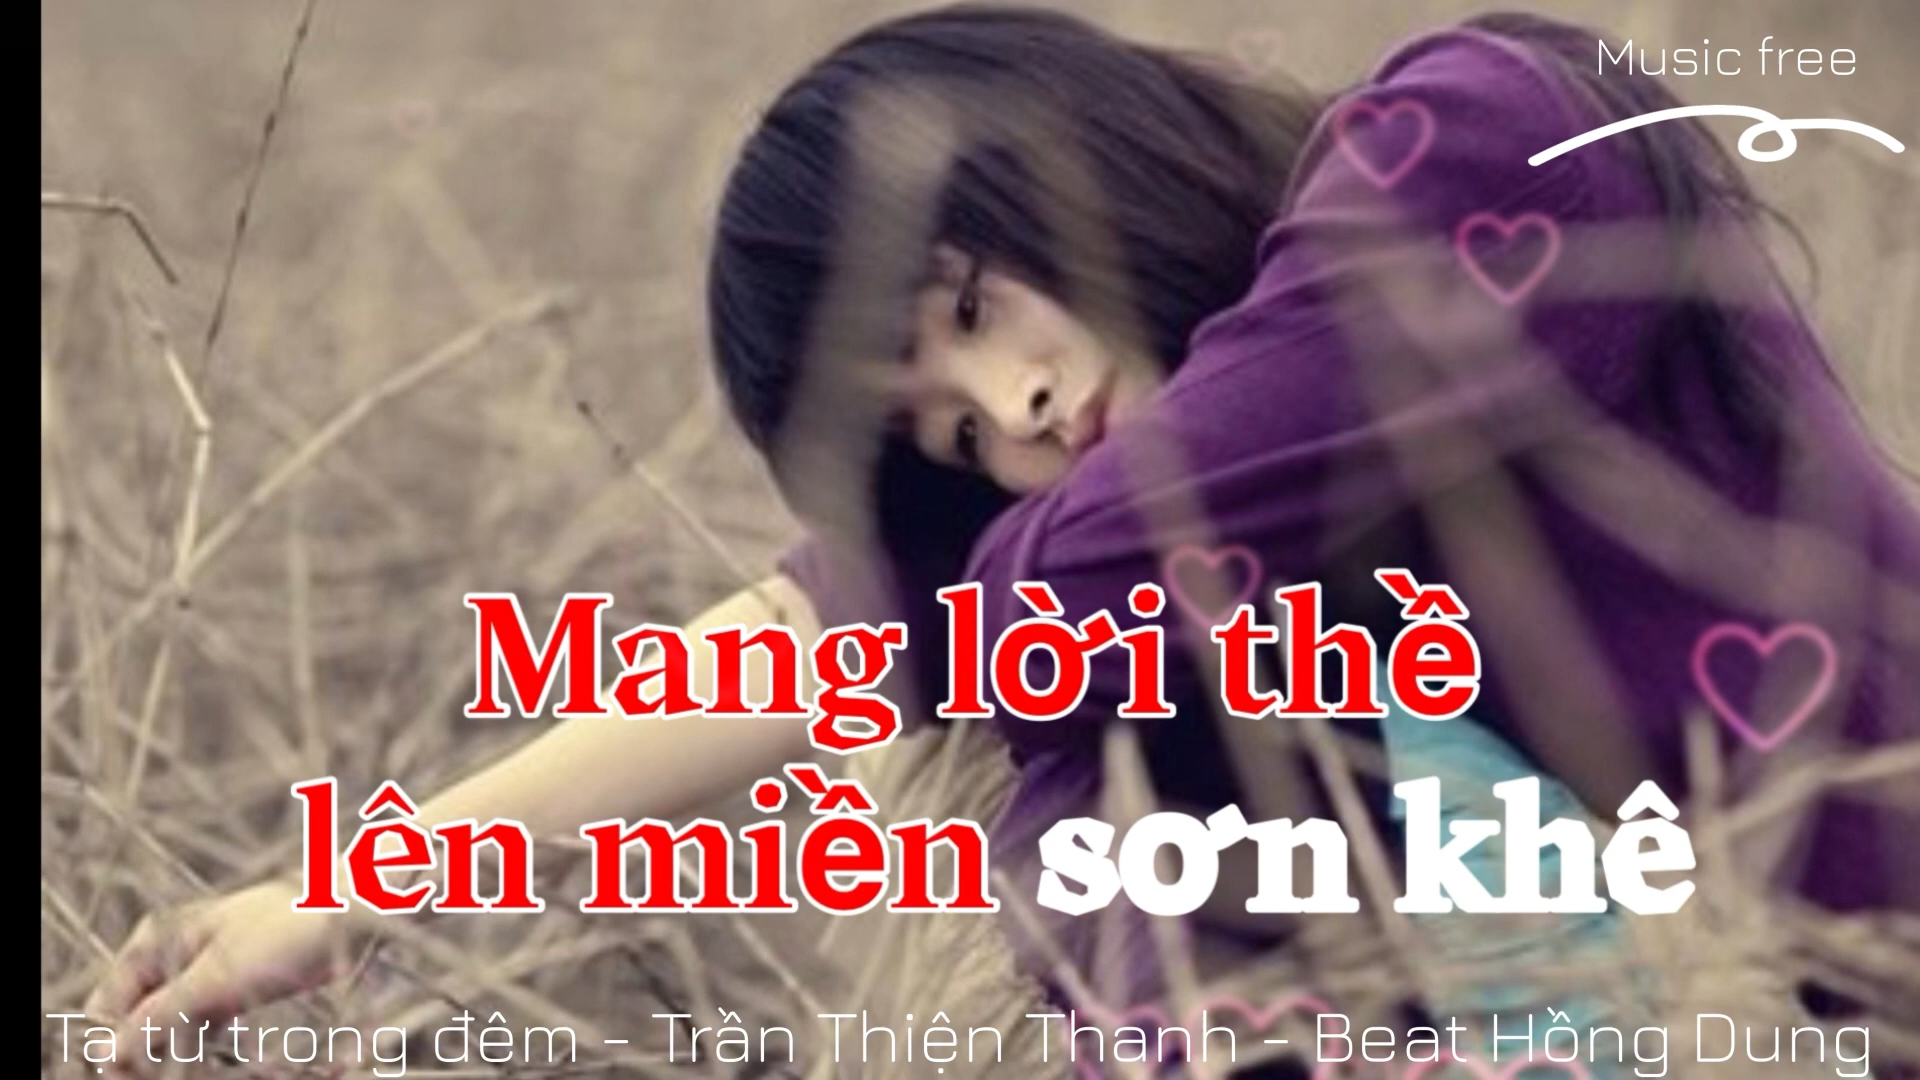 Music free
Mang lời thề
lên miền sơn khê
Tạ từ trong đêm - Trần Thiện Thanh - Beat Hồng Dung